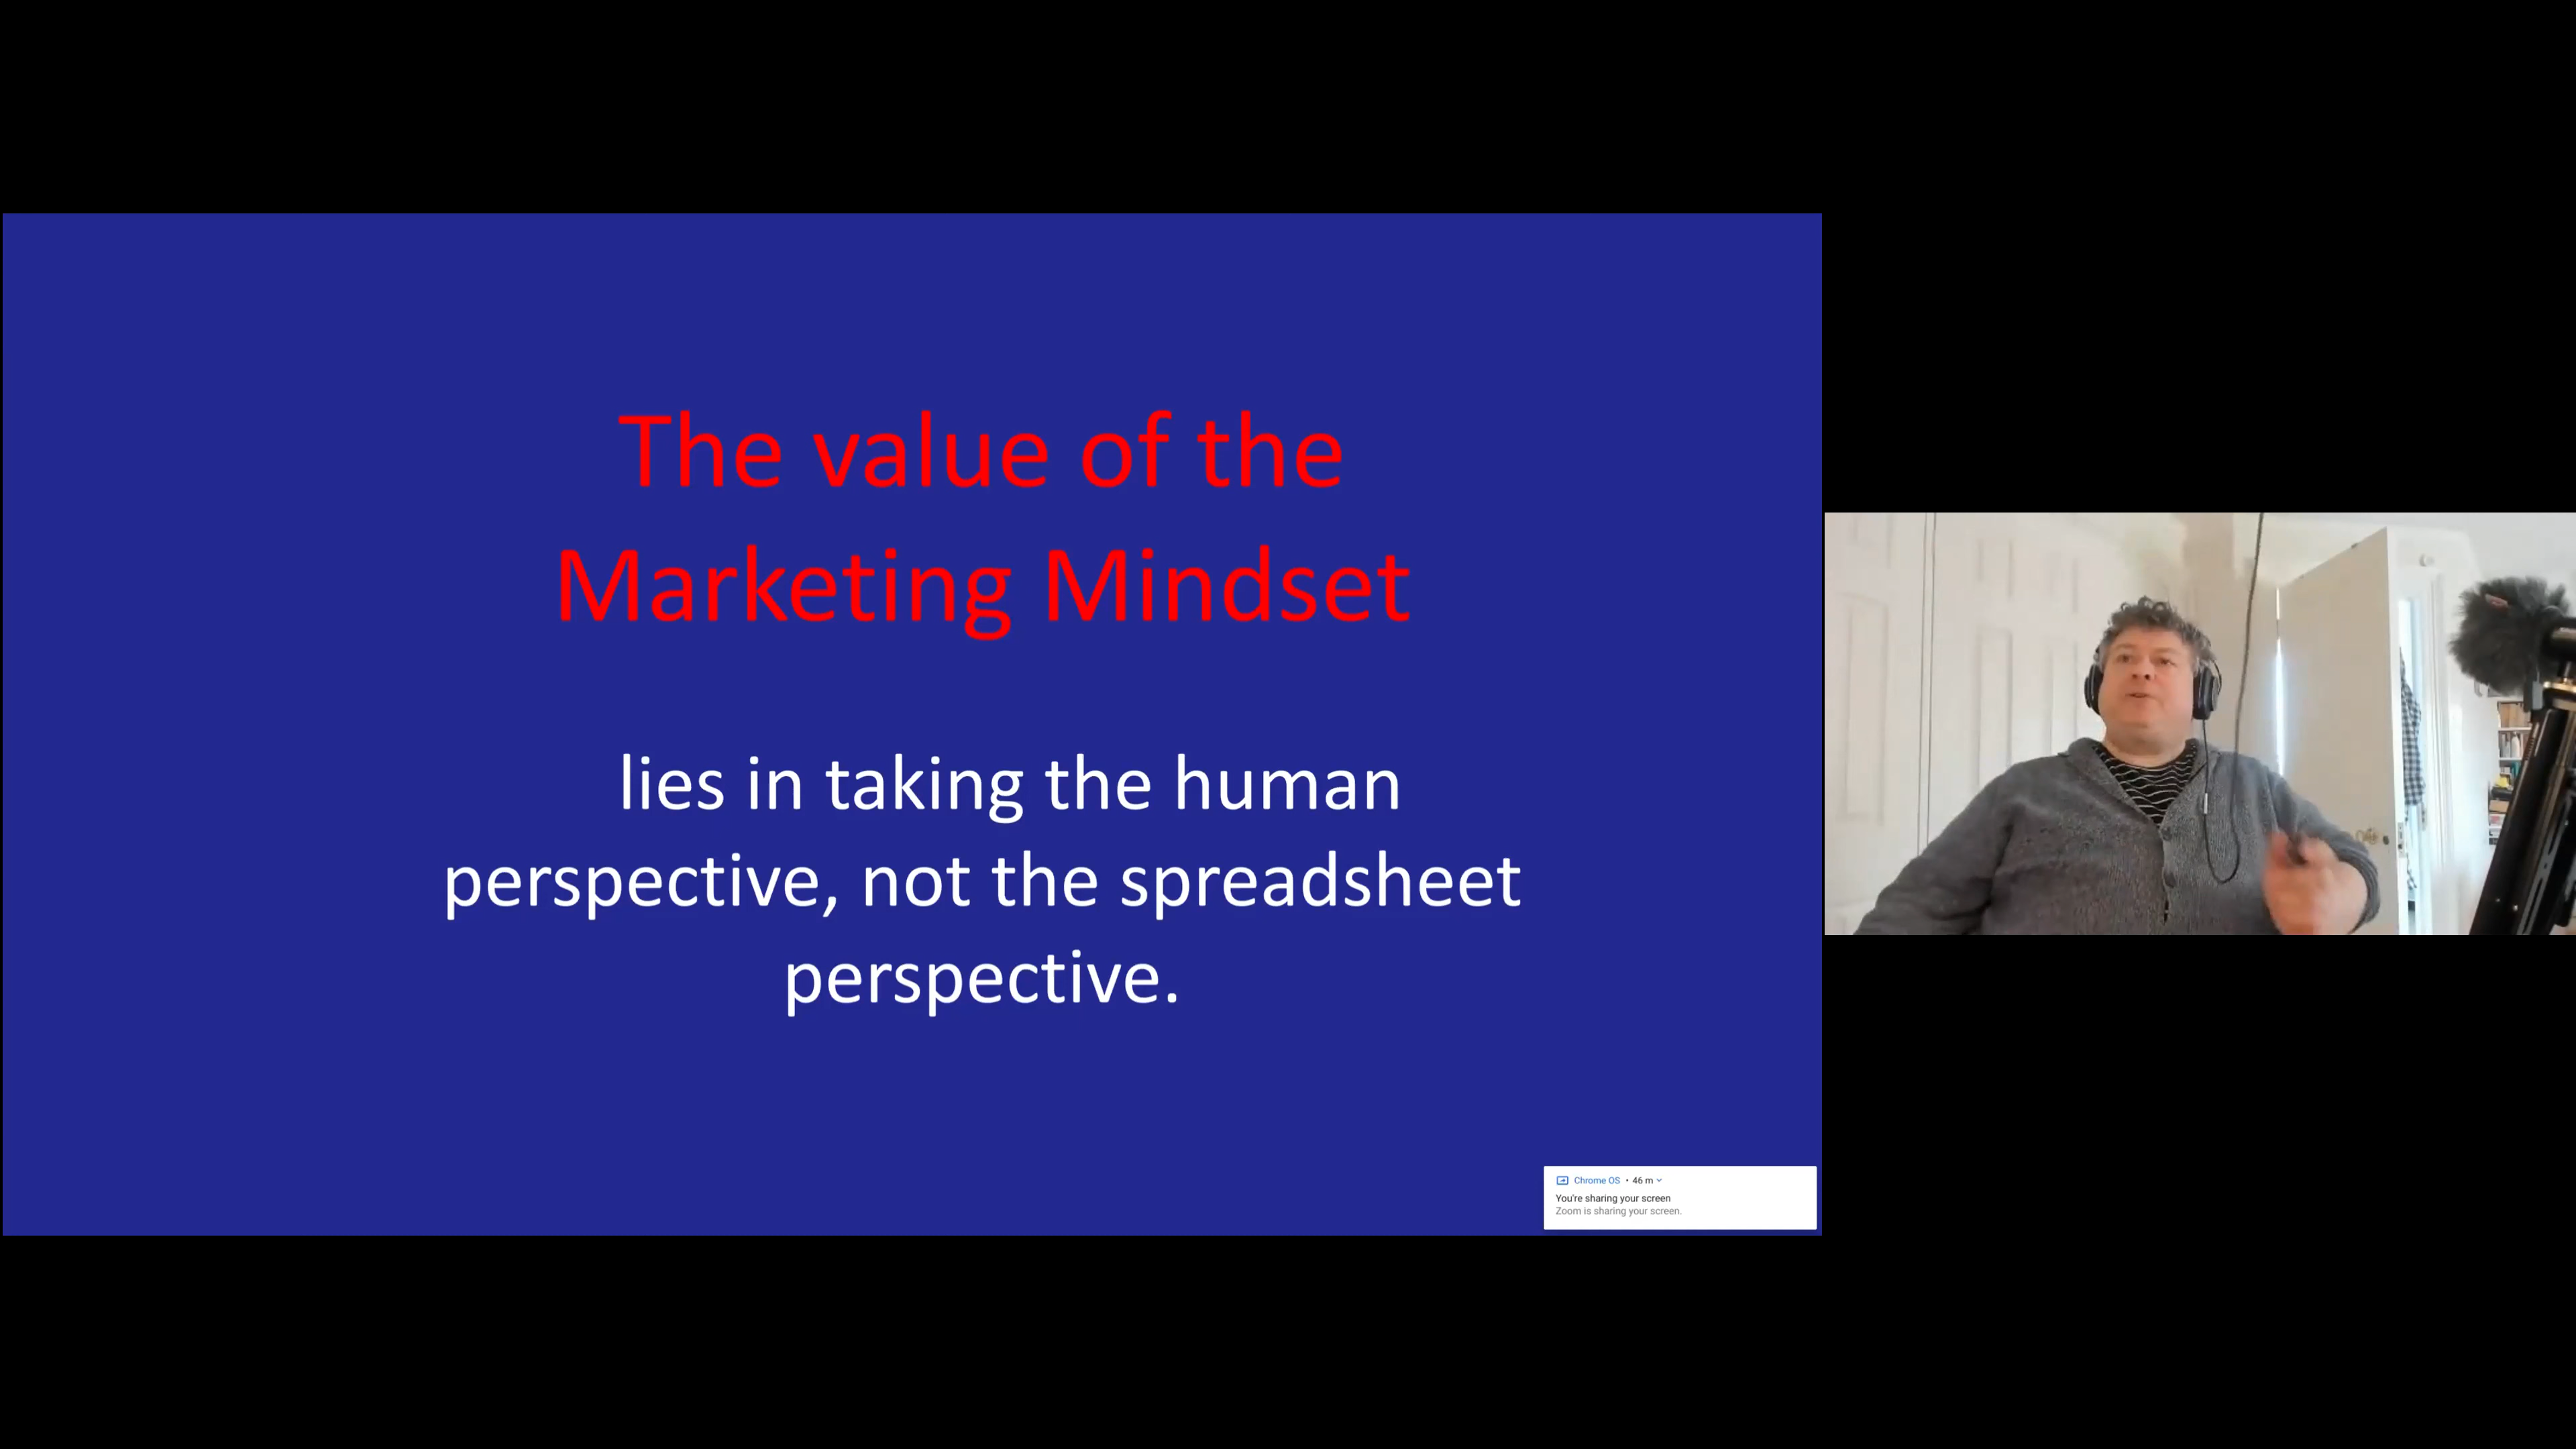 The value of the
Marketing Mindset
lies in taking the human
perspective, not the spreadsheet
perspective.
Chrome OS • 46 m
You're sharing your screen
Zoom is sharing your screen.